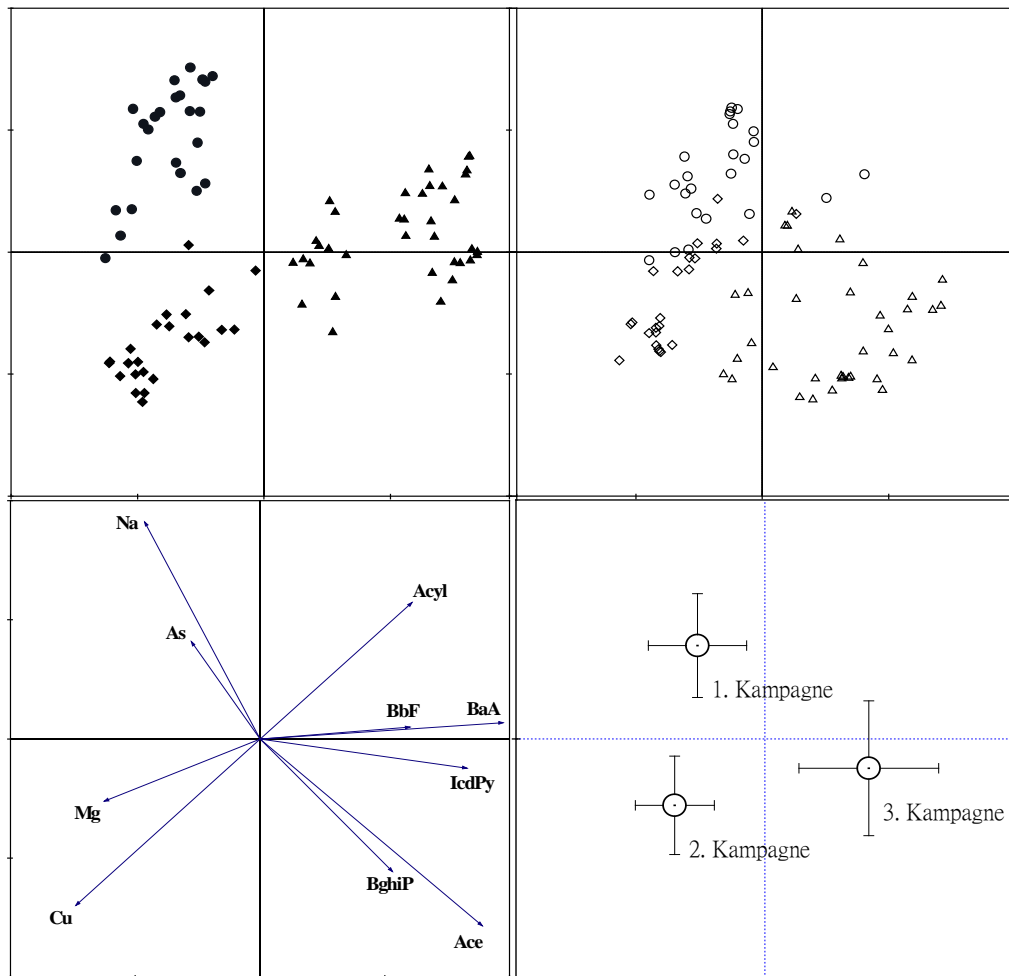 Na
Acyl
As
BbF
BaA
IcdPy
Mg
BghiP
Cu
Ace
1. Kampagne
3. Kampagne
2. Kampagne